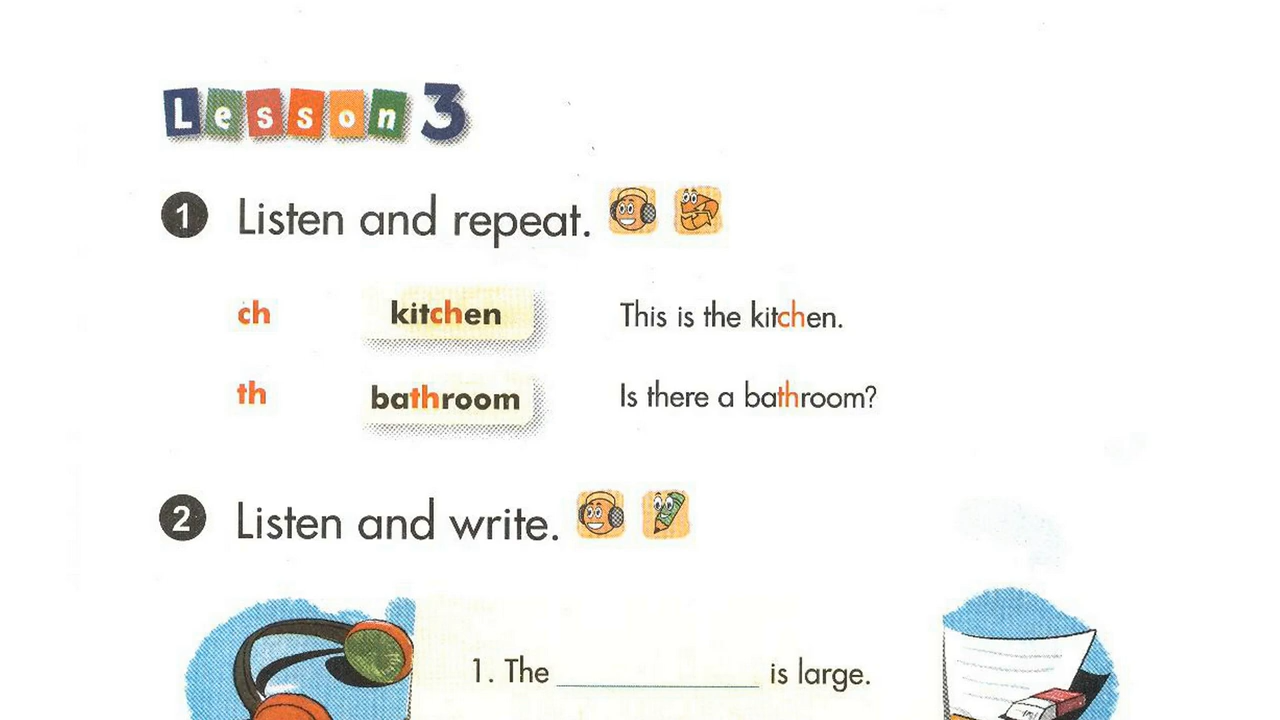 Lesson 3
1 Listen and repeat.
ch kitchen This is the kitchen.
th bathroom Is there a bathroom?
2 Listen and write.
1. The ____________ is large.